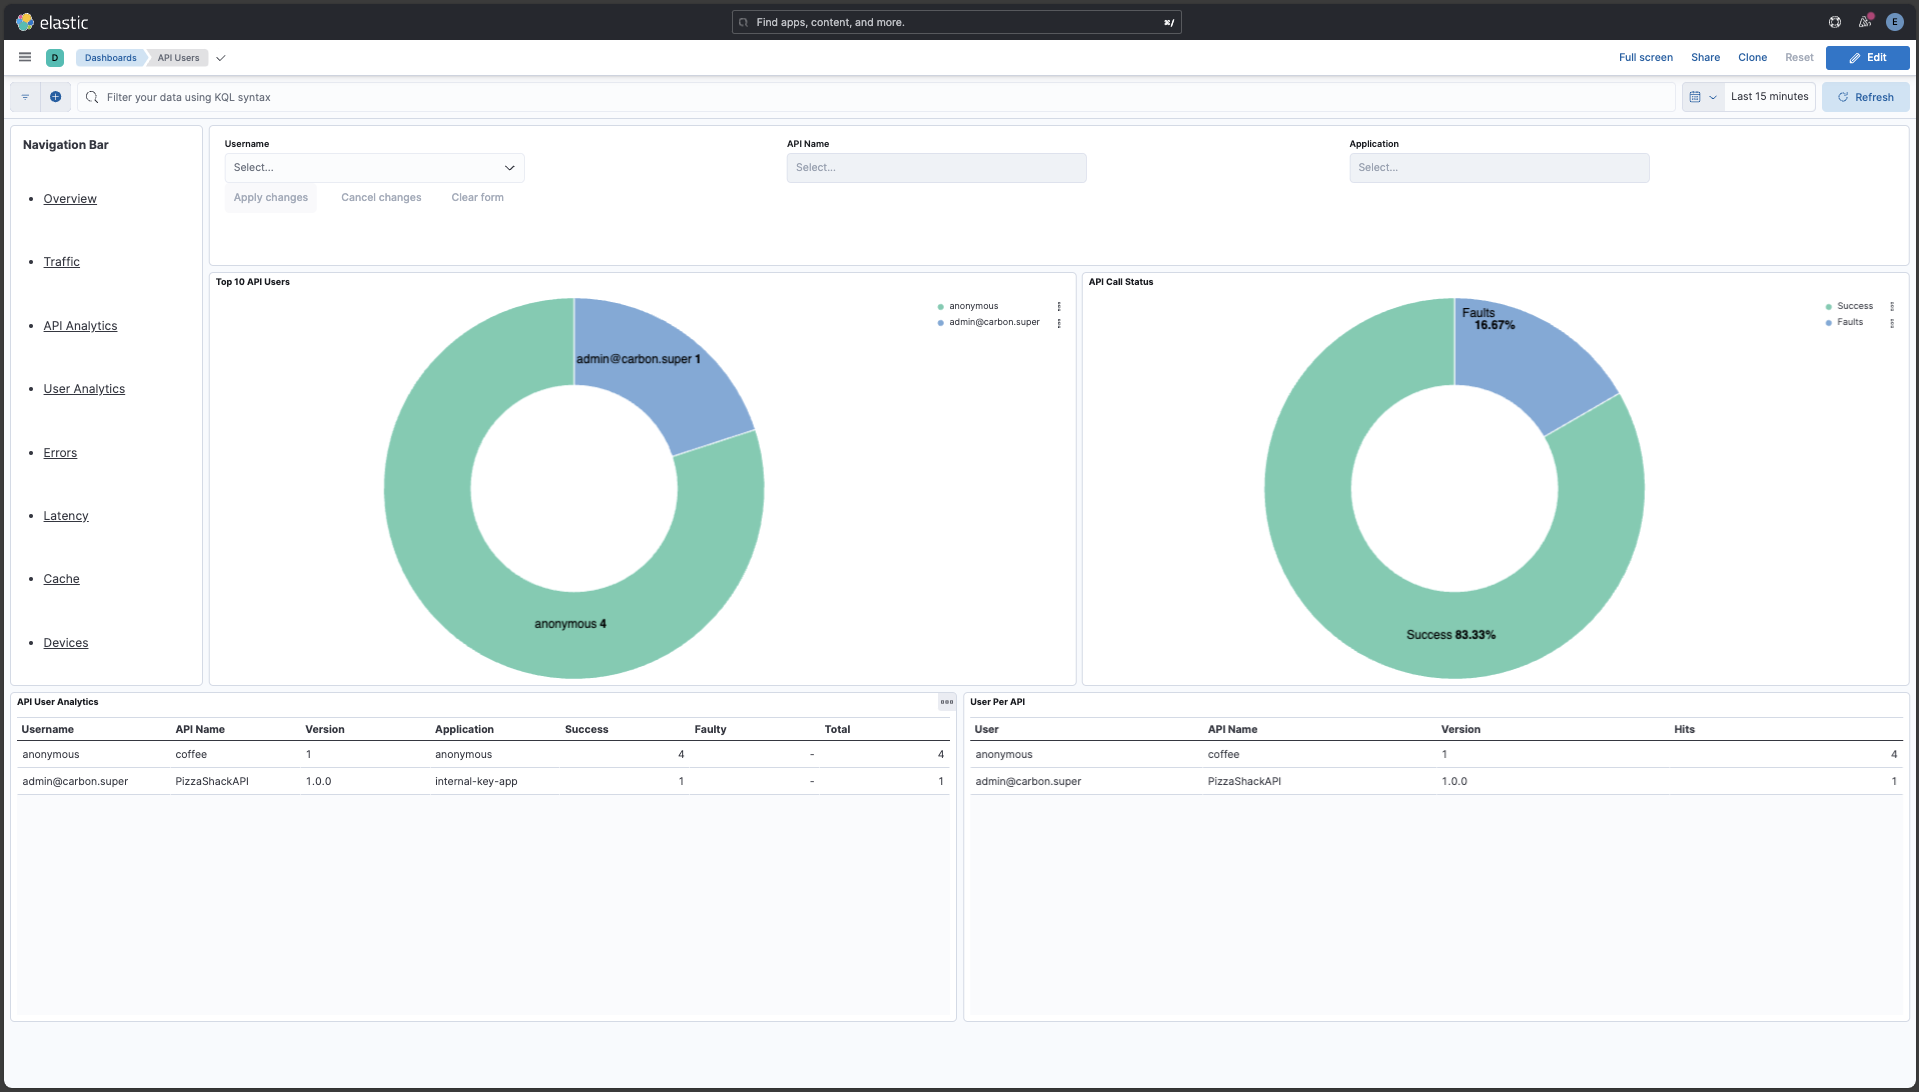 elastic
Find apps, content, and more.
⌘/
E
D
Dashboards
API Users
Full screen
Share
Clone
Reset
Edit
Filter your data using KQL syntax
Last 15 minutes
Refresh
Navigation Bar
Overview
Traffic
API Analytics
User Analytics
Errors
Latency
Cache
Devices
Username
API Name
Application
Select...
Select...
Select...
Apply changes
Cancel changes
Clear form
Top 10 API Users
anonymous
admin@carbon.super
admin@carbon.super 1
anonymous 4
API Call Status
Success
Faults
Faults
16.67%
Success 83.33%
API User Analytics
Username API Name Version Application Success Faulty Total
anonymous coffee 1 anonymous 4 - 4
admin@carbon.super PizzaShackAPI 1.0.0 internal-key-app 1 - 1
User Per API
User API Name Version Hits
anonymous coffee 1 4
admin@carbon.super PizzaShackAPI 1.0.0 1